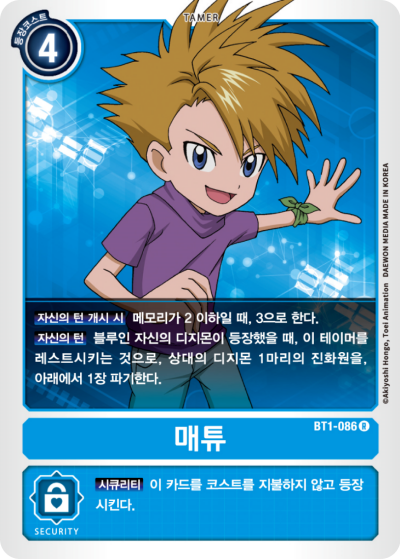 TAMER
등장코스트
4
자신의 턴 개시 시 메모리가 2 이하일 때, 3으로 한다.
자신의 턴 블루인 자신의 디지몬이 등장했을 때, 이 테이머를
레스트시키는 것으로, 상대의 디지몬 1마리의 진화원을,
아래에서 1장 파기한다.
©Akiyoshi Hongo, Toei Animation DAEWON MEDIA MADE IN KOREA
BT1-086 R
매튜
시큐리티 이 카드를 코스트를 지불하지 않고 등장
시킨다.
SECURITY